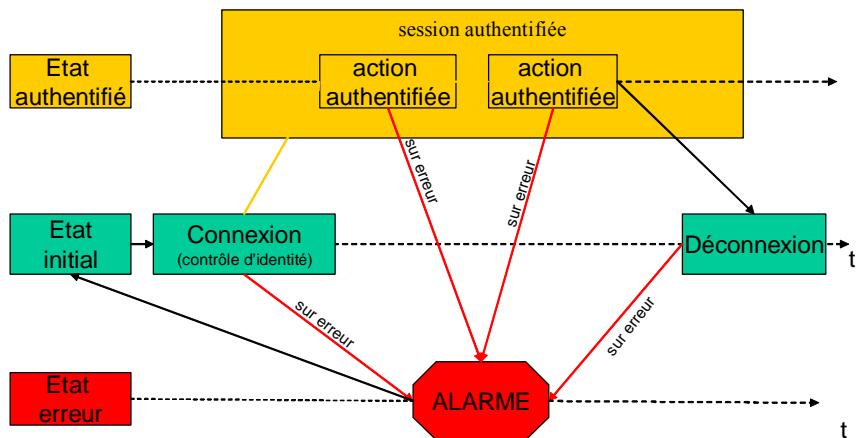 session authentifiée
Etat
authentifié
action
authentifiée
action
authentifiée
sur erreur
sur erreur
Etat
initial
Connexion
(contrôle d'identité)
Déconnexion
t
sur erreur
sur erreur
Etat
erreur
ALARME
t